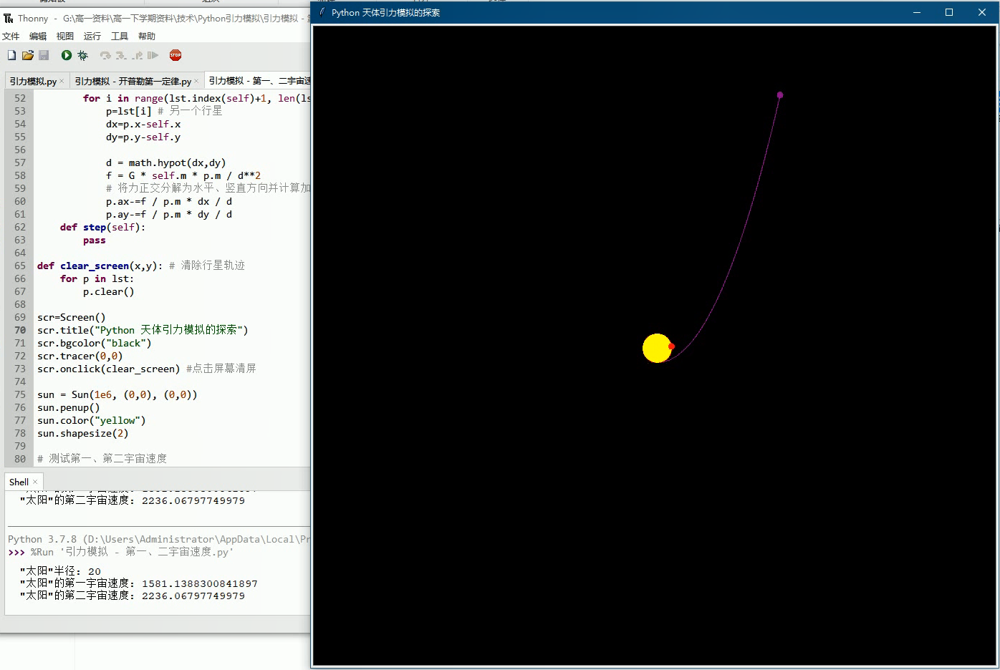 Thonny - G:\高一资料\高一下学期资料\技术\Python引力模拟\引力模拟 -
文件 编辑 视图 运行 工具 帮助
STOP
引力模拟.py × 引力模拟 - 开普勒第一定律.py × 引力模拟 - 第一、二宇宙速
52 for i in range(lst.index(self)+1, len(ls
53 p=lst[i] # 另一个行星
54 dx=p.x-self.x
55 dy=p.y-self.y
56
57 d = math.hypot(dx,dy)
58 f = G * self.m * p.m / d**2
59 # 将力正交分解为水平、竖直方向并计算加
60 p.ax-=f / p.m * dx / d
61 p.ay-=f / p.m * dy / d
62 def step(self):
63 pass
64
65 def clear_screen(x,y): # 清除行星轨迹
66 for p in lst:
67 p.clear()
68
69 scr=Screen()
70 scr.title("Python 天体引力模拟的探索")
71 scr.bgcolor("black")
72 scr.tracer(0,0)
73 scr.onclick(clear_screen) #点击屏幕清屏
74
75 sun = Sun(1e6, (0,0), (0,0))
76 sun.penup()
77 sun.color("yellow")
78 sun.shapesize(2)
79
80 # 测试第一、第二宇宙速度
Shell ×
"太阳"的第二宇宙速度: 2236.06797749979
Python 3.7.8 (D:\Users\Administrator\AppData\Local\Pr
>>> %Run '引力模拟 - 第一、二宇宙速度.py'
"太阳"半径: 20
"太阳"的第一宇宙速度: 1581.1388300841897
"太阳"的第二宇宙速度: 2236.06797749979
Python 天体引力模拟的探索